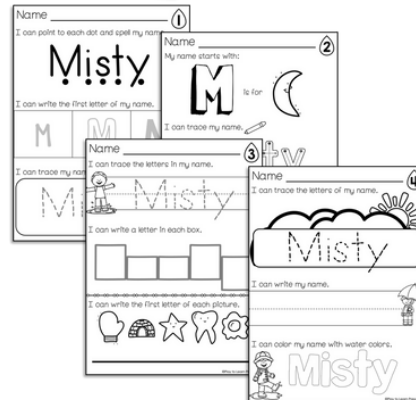 Name
1
I can point to each dot and spell my name
Misty
I can write the first letter of my name.
M M
I can trace my
Mi
Name
2
My name starts with:
M is for
I can trace my name.
ty
Name
3
I can trace the letters in my name.
Misty
I can write a letter in each box.
I can write the first letter of each picture.
4
I can trace the letters of my name.
Misty
I can write my name.
I can color my name with water colors.
Misty